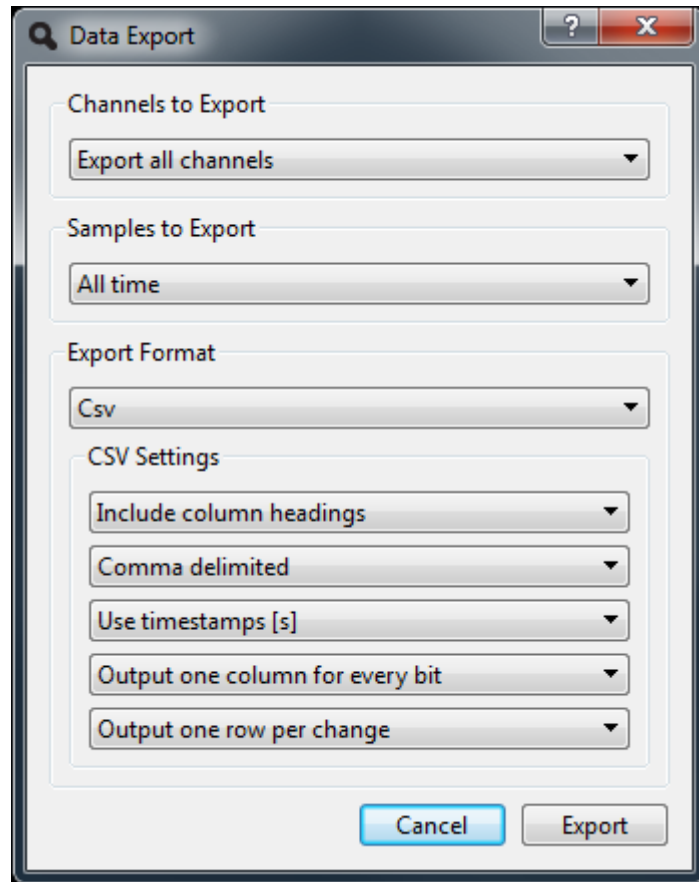 Data Export
?
X
Channels to Export
Export all channels
Samples to Export
All time
Export Format
Csv
CSV Settings
Include column headings
Comma delimited
Use timestamps [s]
Output one column for every bit
Output one row per change
Cancel Export